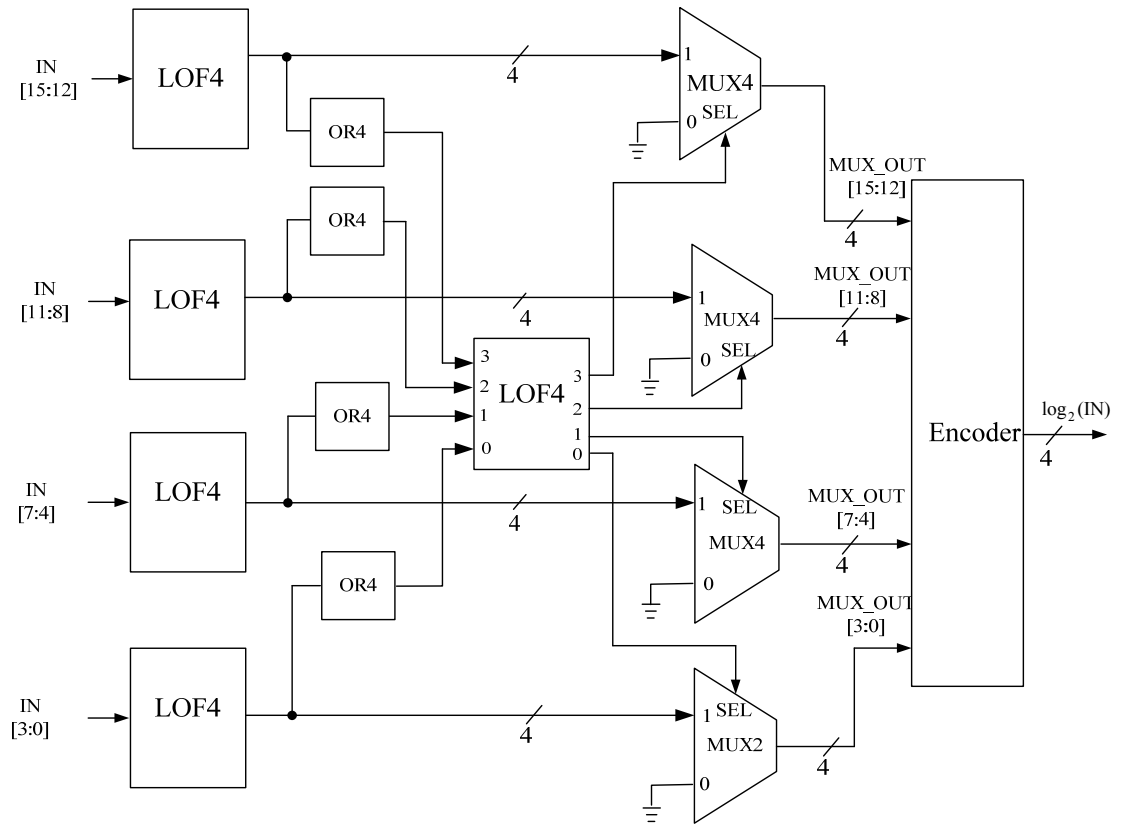 IN
[15:12]
LOF4
4
1
MUX4
SEL
0
OR4
MUX_OUT
[15:12]
4
OR4
IN
[11:8]
LOF4
4
1
MUX4
0
SEL
MUX_OUT
[11:8]
4
3
2
1
0
LOF4
3
2
1
0
OR4
Encoder
log2(IN)
4
IN
[7:4]
LOF4
4
1
SEL
MUX4
0
MUX_OUT
[7:4]
4
OR4
MUX_OUT
[3:0]
IN
[3:0]
LOF4
4
1
SEL
MUX2
0
4